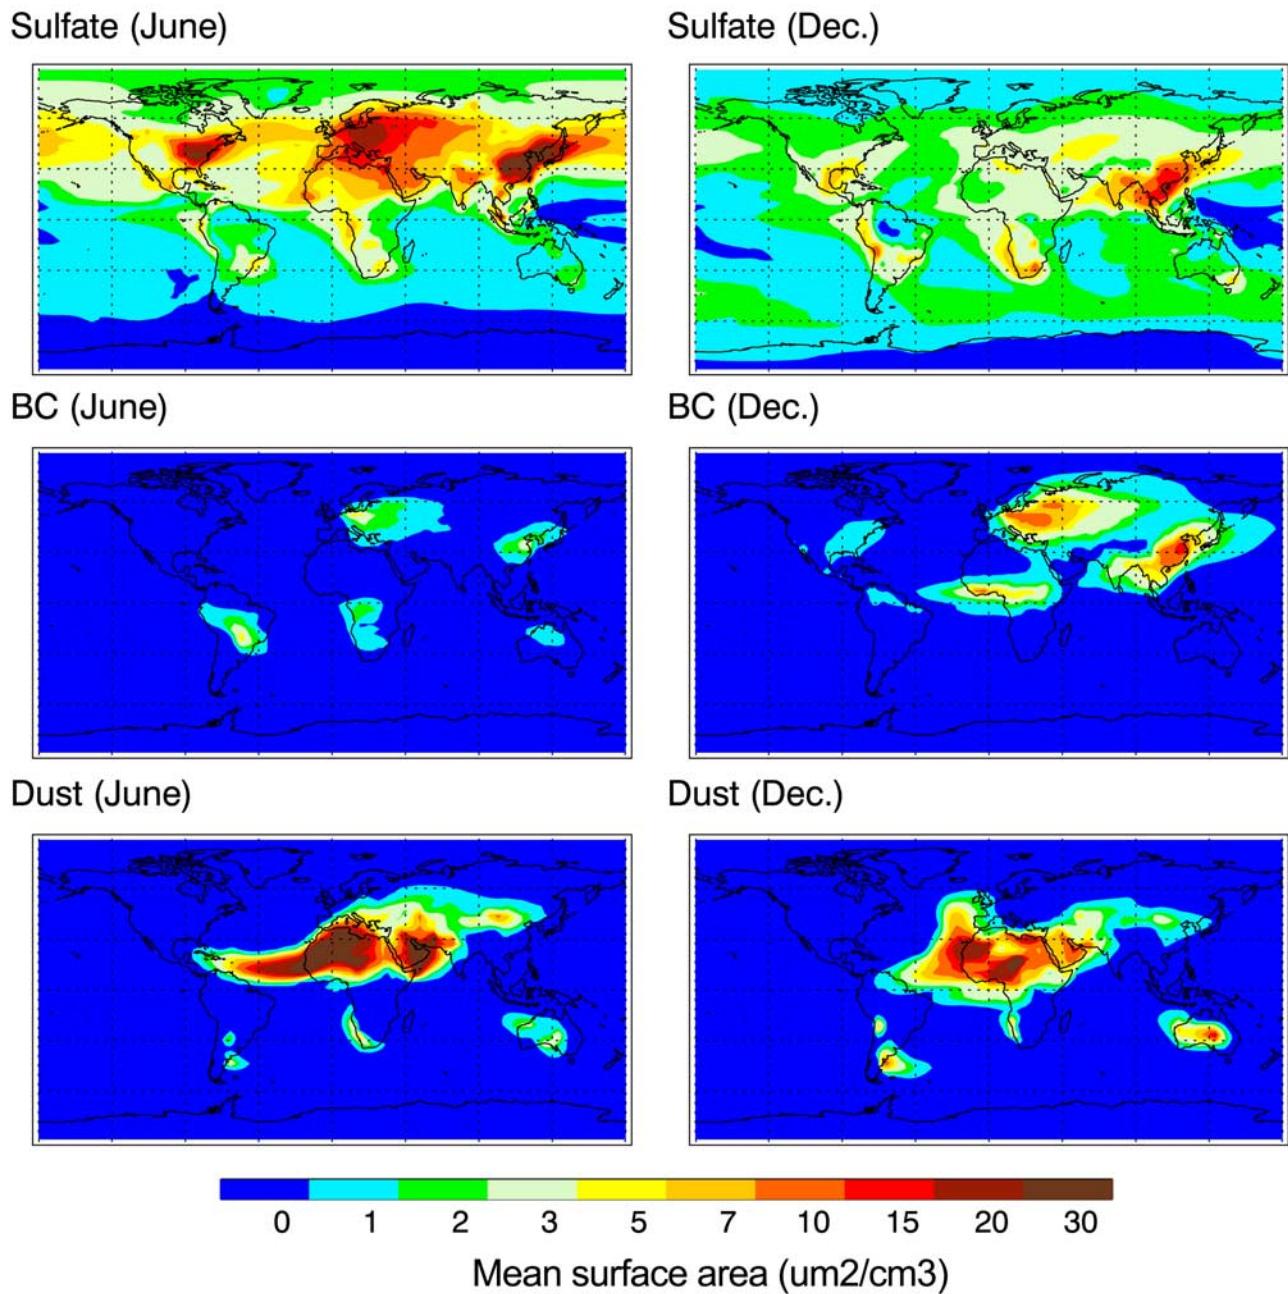 Sulfate (June)
Sulfate (Dec.)
BC (June)
BC (Dec.)
Dust (June)
Dust (Dec.)
0 1 2 3 5 7 10 15 20 30
Mean surface area (um2/cm3)